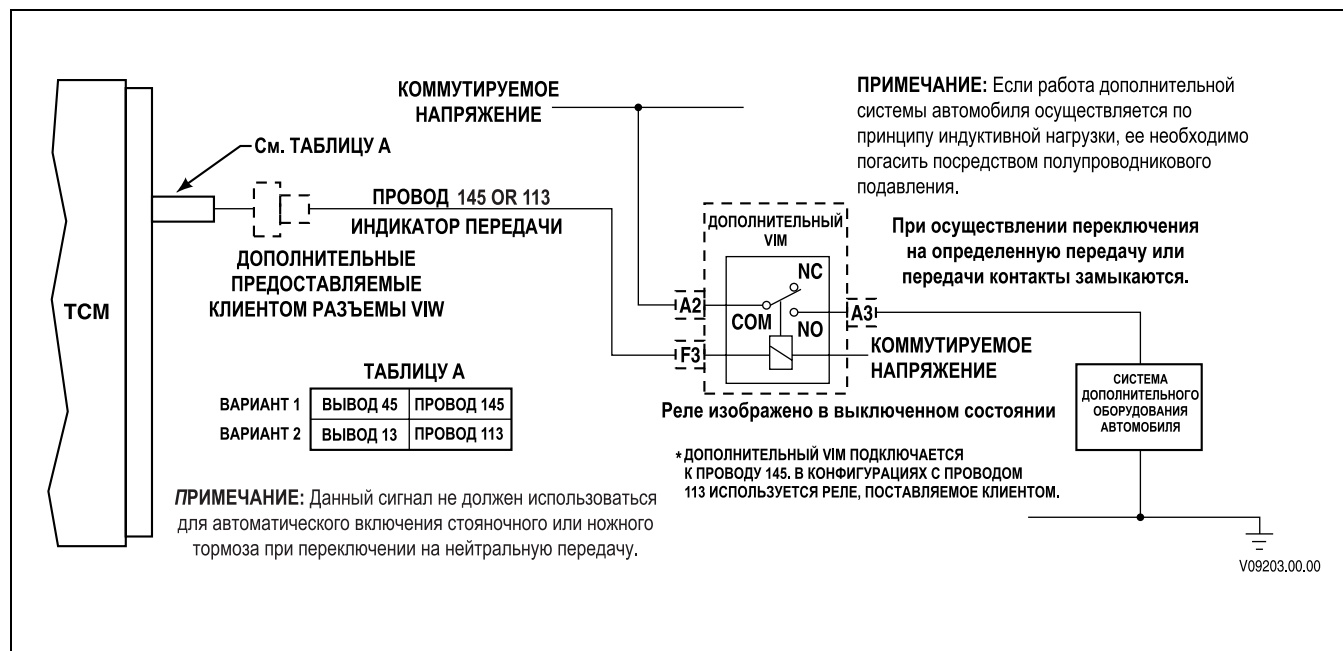 КОММУТИРУЕМОЕ
НАПРЯЖЕНИЕ
ПРИМЕЧАНИЕ: Если работа дополнительной
системы автомобиля осуществляется по
принципу индуктивной нагрузки, ее необходимо
погасить посредством полупроводникового
подавления.
См. ТАБЛИЦУ А
ПРОВОД 145 OR 113
ИНДИКАТОР ПЕРЕДАЧИ
ДОПОЛНИТЕЛЬНЫЕ
ПРЕДОСТАВЛЯЕМЫЕ
КЛИЕНТОМ РАЗЪЕМЫ VIW
TCM
ДОПОЛНИТЕЛЬНЫЙ
VIM
При осуществлении переключения
на определенную передачу или
передачи контакты замыкаются.
NC
A2
COM
NO
A3
F3
КОММУТИРУЕМОЕ
НАПРЯЖЕНИЕ
Реле изображено в выключенном состоянии
СИСТЕМА
ДОПОЛНИТЕЛЬНОГО
ОБОРУДОВАНИЯ
АВТОМОБИЛЯ
ТАБЛИЦУ А
ВАРИАНТ 1 ВЫВОД 45 ПРОВОД 145
ВАРИАНТ 2 ВЫВОД 13 ПРОВОД 113
* ДОПОЛНИТЕЛЬНЫЙ VIM ПОДКЛЮЧАЕТСЯ
К ПРОВОДУ 145. В КОНФИГУРАЦИЯХ С ПРОВОДОМ
113 ИСПОЛЬЗУЕТСЯ РЕЛЕ, ПОСТАВЛЯЕМОЕ КЛИЕНТОМ.
ПРИМЕЧАНИЕ: Данный сигнал не должен использоваться
для автоматического включения стояночного или ножного
тормоза при переключении на нейтральную передачу.
V09203.00.00